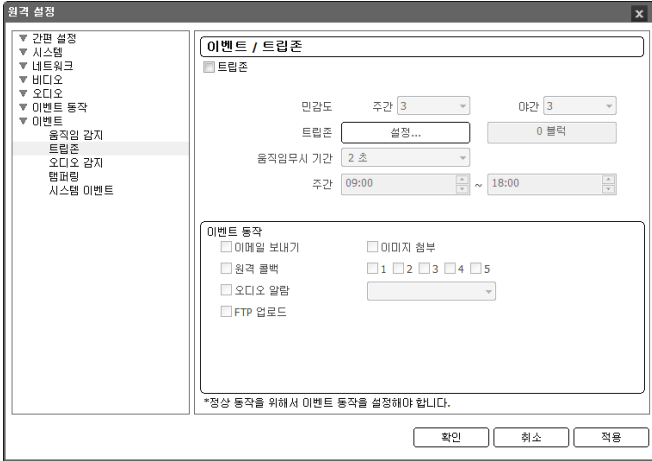 원격 설정
x
간편 설정
시스템
네트워크
비디오
오디오
이벤트 동작
이벤트
움직임 감지
트립존
오디오 감지
탬퍼링
시스템 이벤트
이벤트 / 트립존
트립존
민감도 주간 3 야간 3
트립존 설정... 0 블럭
움직임무시 기간 2 초
주간 09:00 ~ 18:00
이벤트 동작
이메일 보내기 이미지 첨부
원격 콜백 1 2 3 4 5
오디오 알람
FTP 업로드
*정상 동작을 위해서 이벤트 동작을 설정해야 합니다.
확인 취소 적용